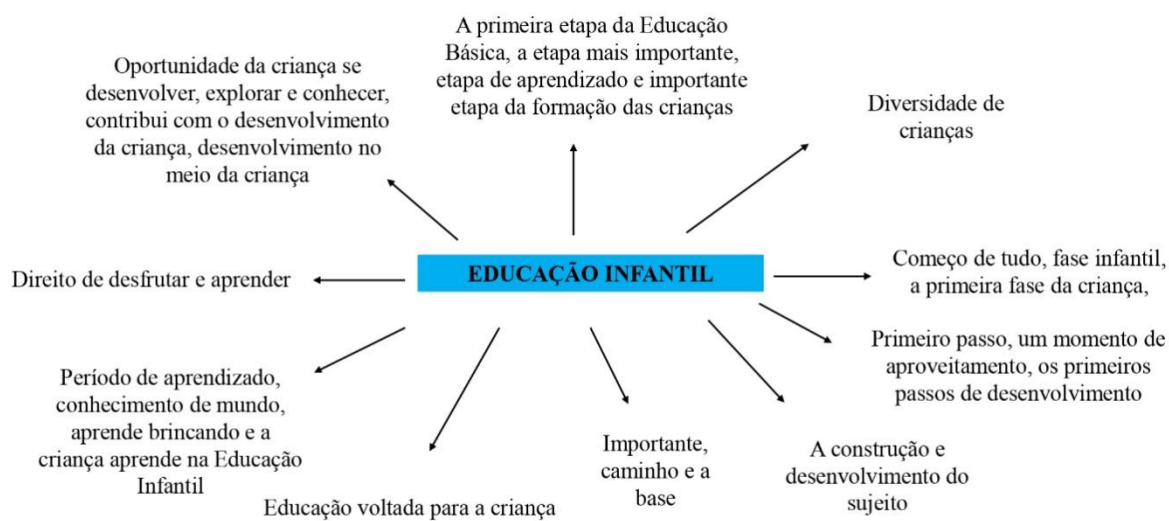 A primeira etapa da Educação
Básica, a etapa mais importante,
etapa de aprendizado e importante
etapa da formação das crianças
Oportunidade da criança se
desenvolver, explorar e conhecer,
contribui com o desenvolvimento
da criança, desenvolvimento no
meio da criança
Diversidade de
crianças
EDUCAÇÃO INFANTIL
Direito de desfrutar e aprender
Começo de tudo, fase infantil,
a primeira fase da criança,
Primeiro passo, um momento de
aproveitamento, os primeiros
passos de desenvolvimento
Período de aprendizado,
conhecimento de mundo,
aprende brincando e a
criança aprende na Educação
Infantil
Educação voltada para a criança
Importante,
caminho e a
base
A construção e
desenvolvimento do
sujeito